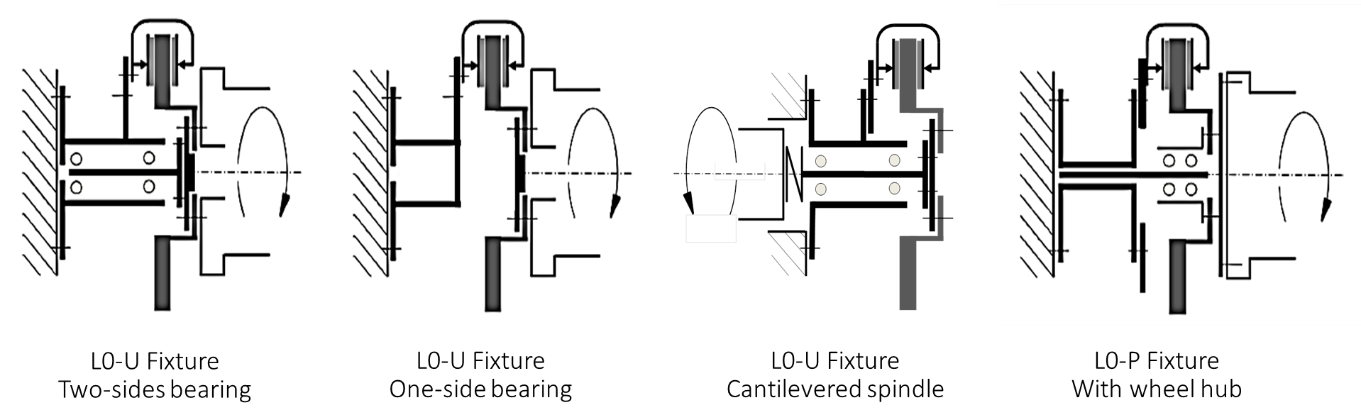 L0-U Fixture
Two-sides bearing
L0-U Fixture
One-side bearing
L0-U Fixture
Cantilevered spindle
L0-P Fixture
With wheel hub